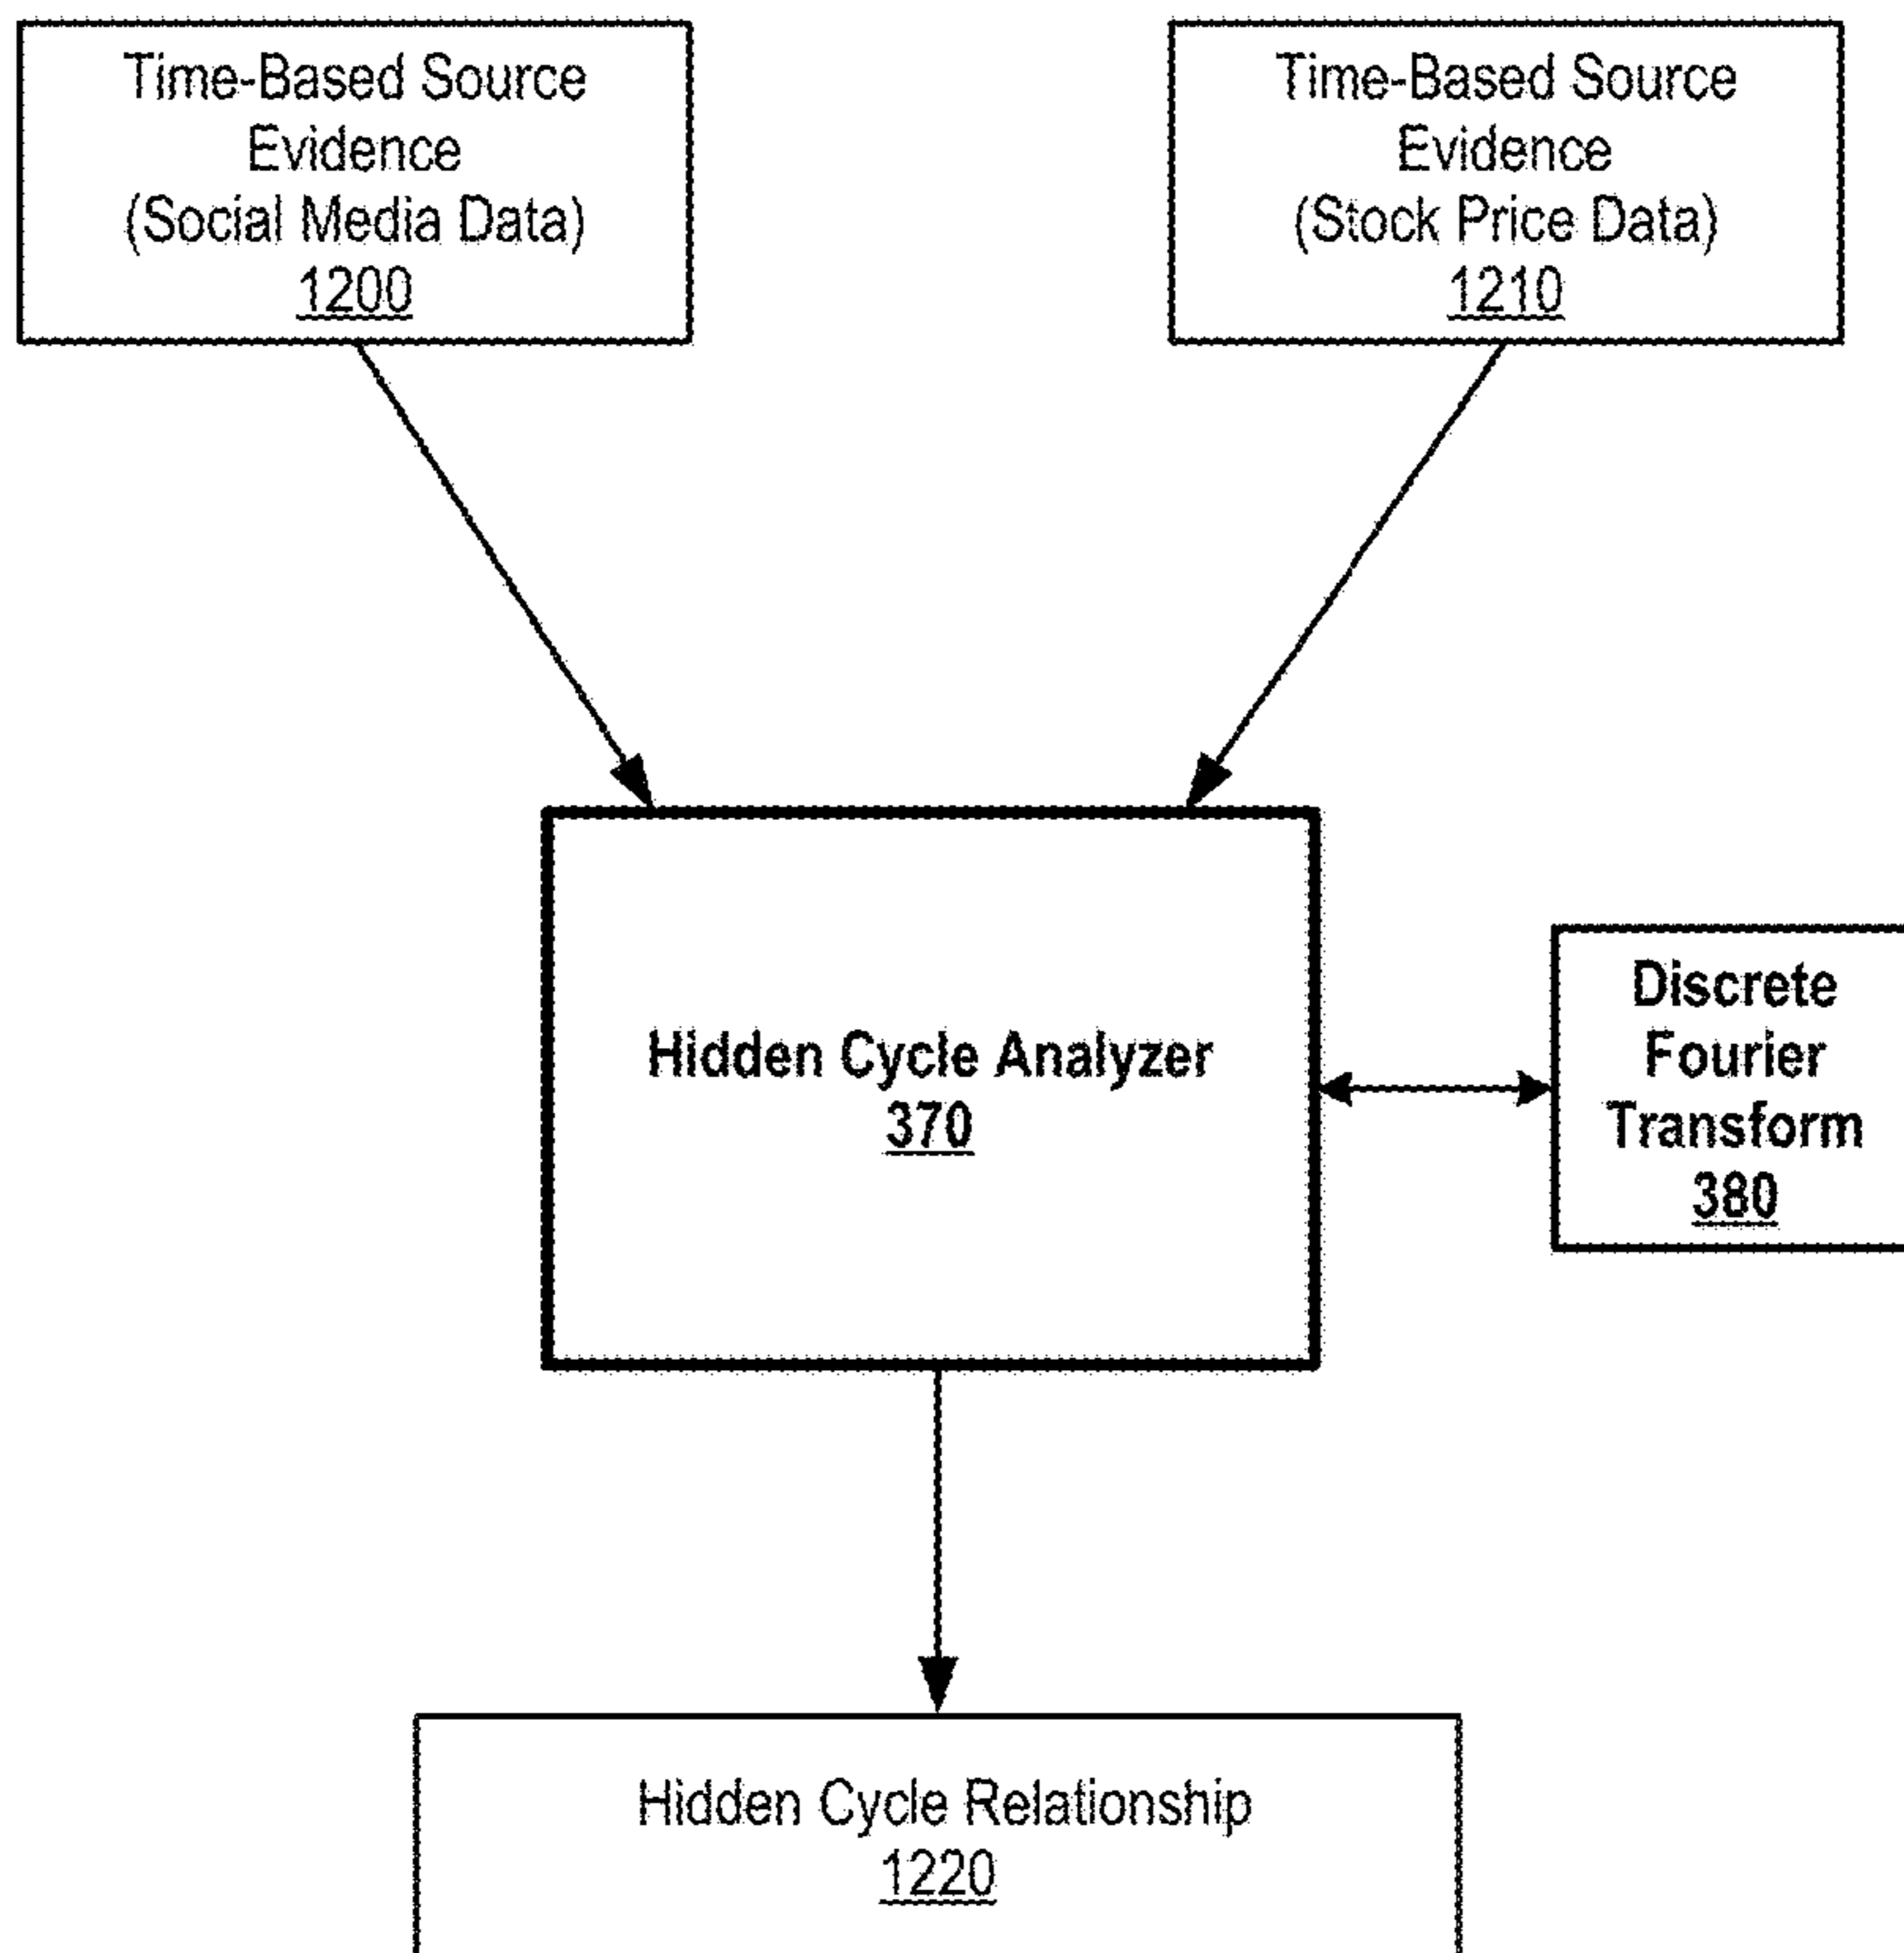 Time-Based Source
Evidence
(Social Media Data)
1200
Time-Based Source
Evidence
(Stock Price Data)
1210
Hidden Cycle Analyzer
370
Discrete
Fourier
Transform
380
Hidden Cycle Relationship
1220